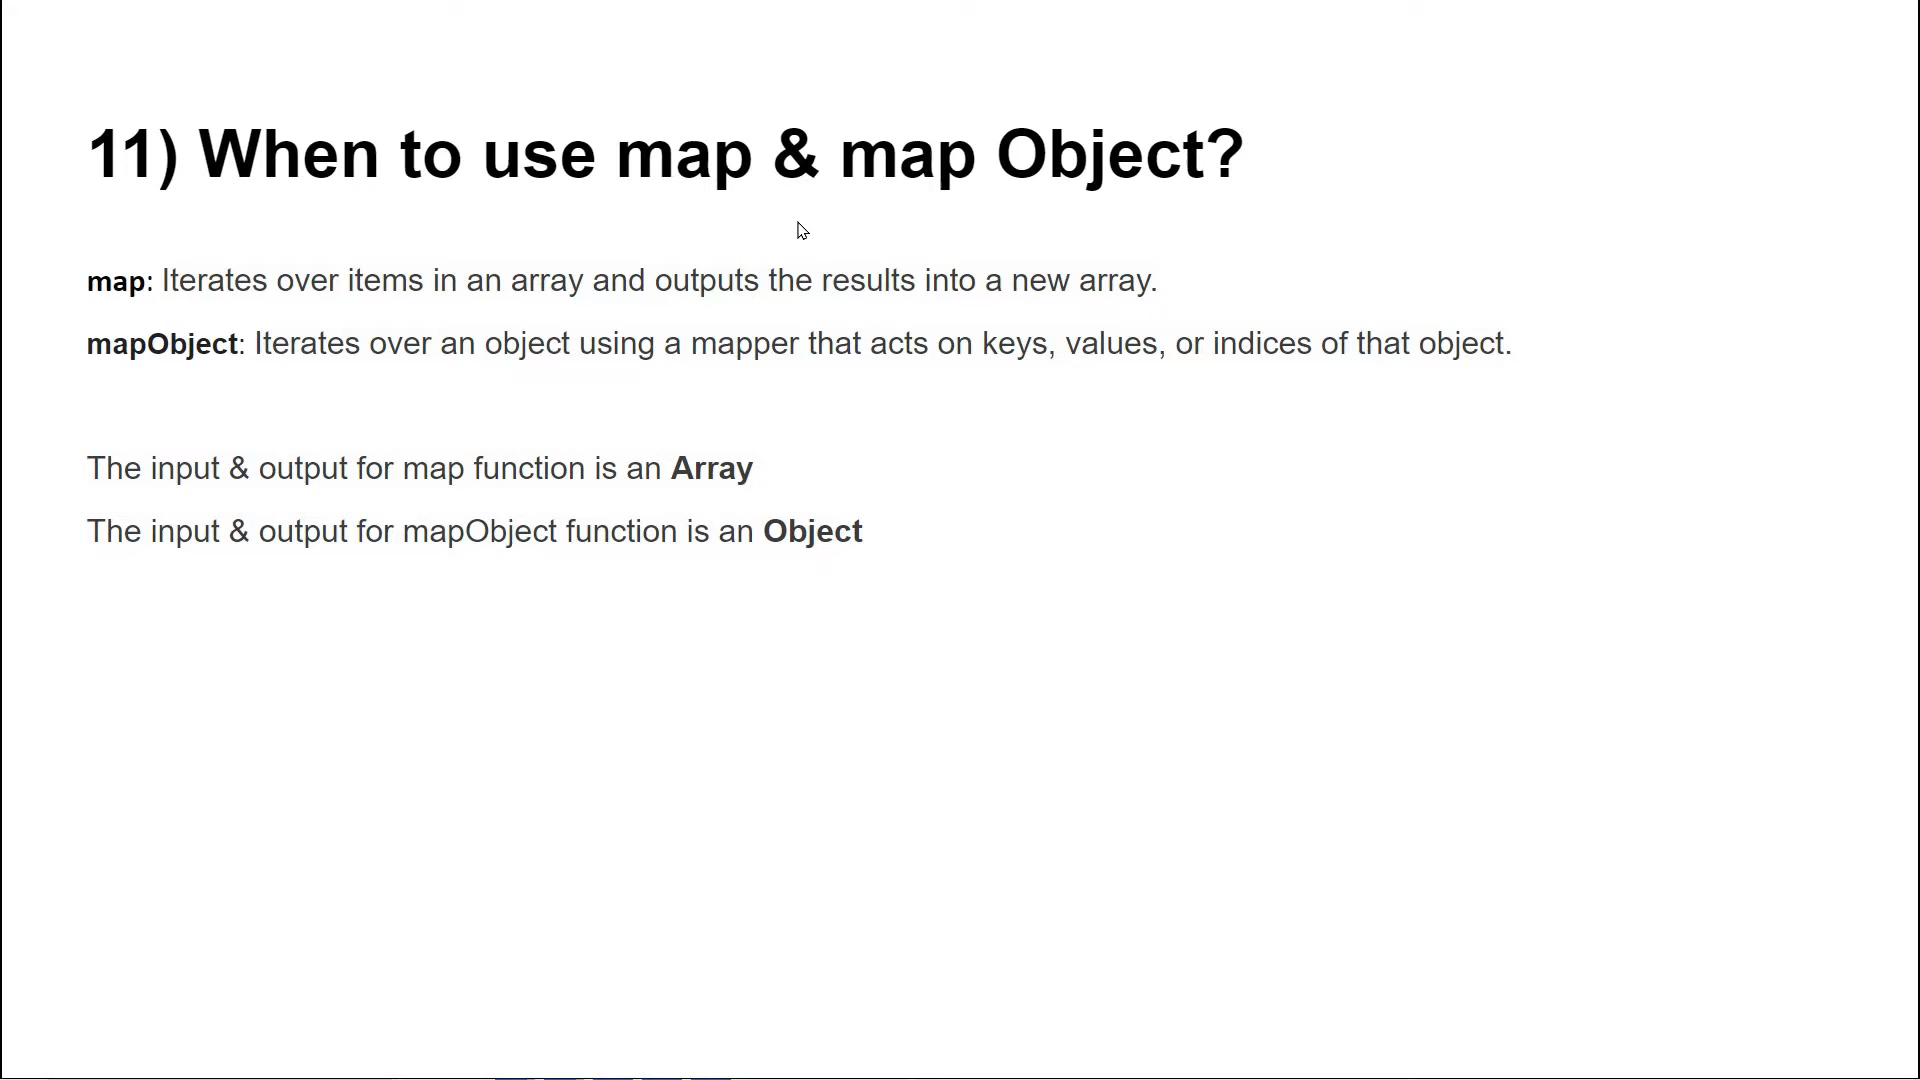 11) When to use map & map Object?
map: Iterates over items in an array and outputs the results into a new array.
mapObject: Iterates over an object using a mapper that acts on keys, values, or indices of that object.
The input & output for map function is an Array
The input & output for mapObject function is an Object